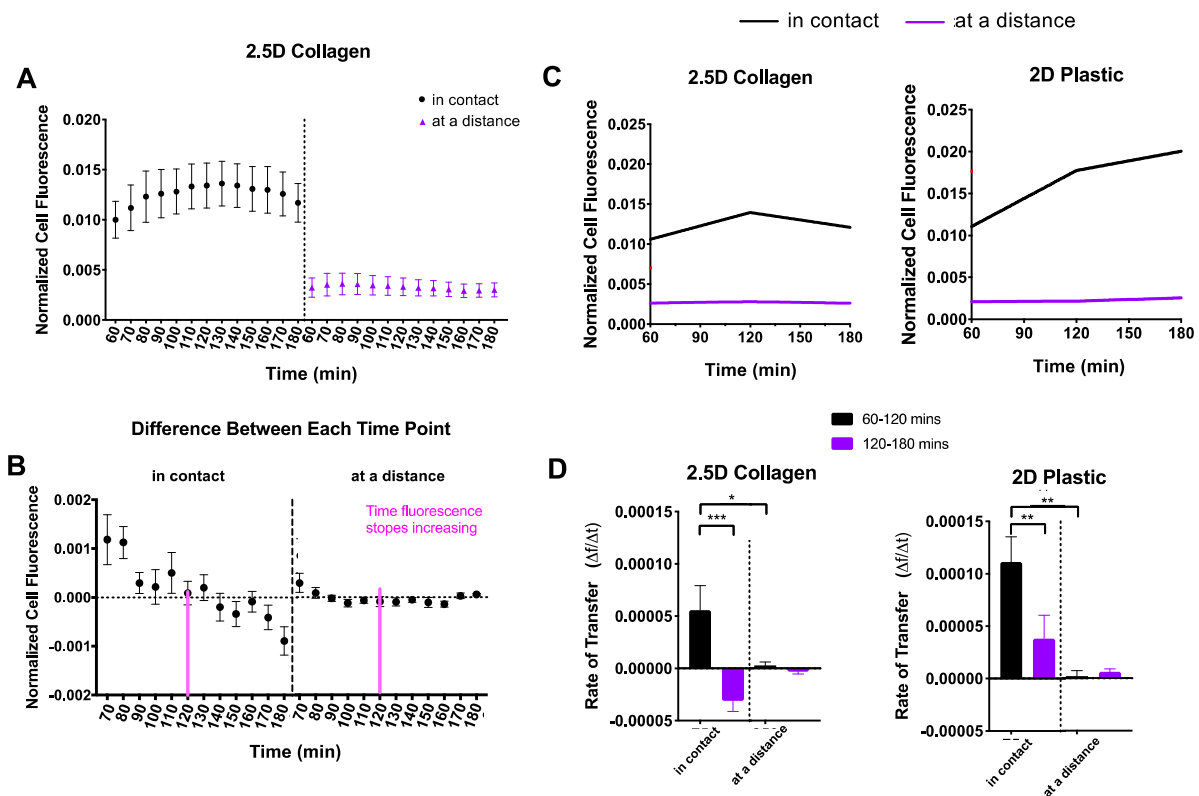 in contact
at a distance
2.5D Collagen
A
in contact
at a distance
Normalized Cell Fluorescence
0.020
0.015
0.010
0.005
0.000
60 70 80 90 100 110 120 130 140 150 160 170 180 60 70 80 90 100 110 120 130 140 150 160 170 180
Time (min)
C
2.5D Collagen
Normalized Cell Fluorescence
0.025
0.020
0.015
0.010
0.005
0.000
60 90 120 150 180
Time (min)
2D Plastic
Normalized Cell Fluorescence
0.025
0.020
0.015
0.010
0.005
0.000
60 90 120 150 180
Time (min)
Difference Between Each Time Point
B
in contact
at a distance
Time fluorescence
stopes increasing
Normalized Cell Fluorescence
0.002
0.001
0.000
-0.001
-0.002
70 80 90 100 110 120 130 140 150 160 170 180 70 80 90 100 110 120 130 140 150 160 170 180
Time (min)
60-120 mins
120-180 mins
D
2.5D Collagen
Rate of Transfer (Δf/Δt)
0.00015
0.00010
0.00005
0.00000
-0.00005
*
***
in contact
at a distance
2D Plastic
Rate of Transfer (Δf/Δt)
0.00015
0.00010
0.00005
0.00000
-0.00005
**
**
in contact
at a distance